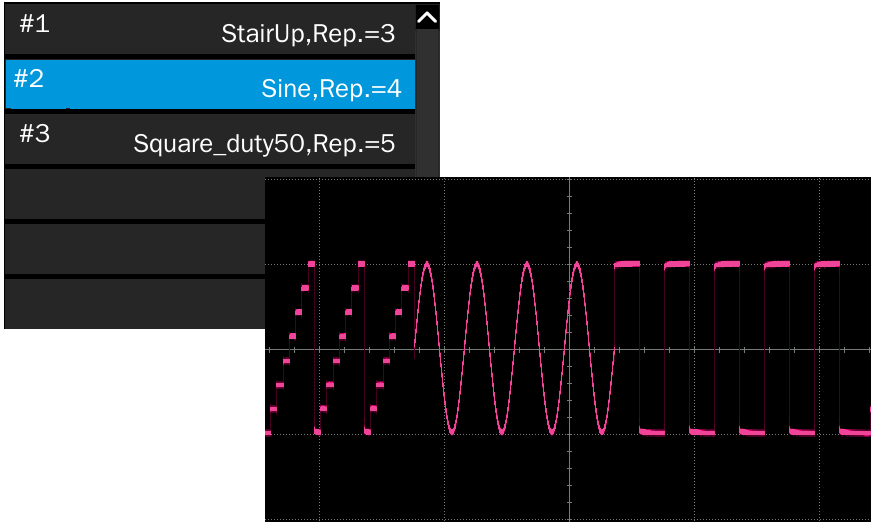 #1
StairUp,Rep.=3
#2
Sine,Rep.=4
#3
Square_duty50,Rep.=5